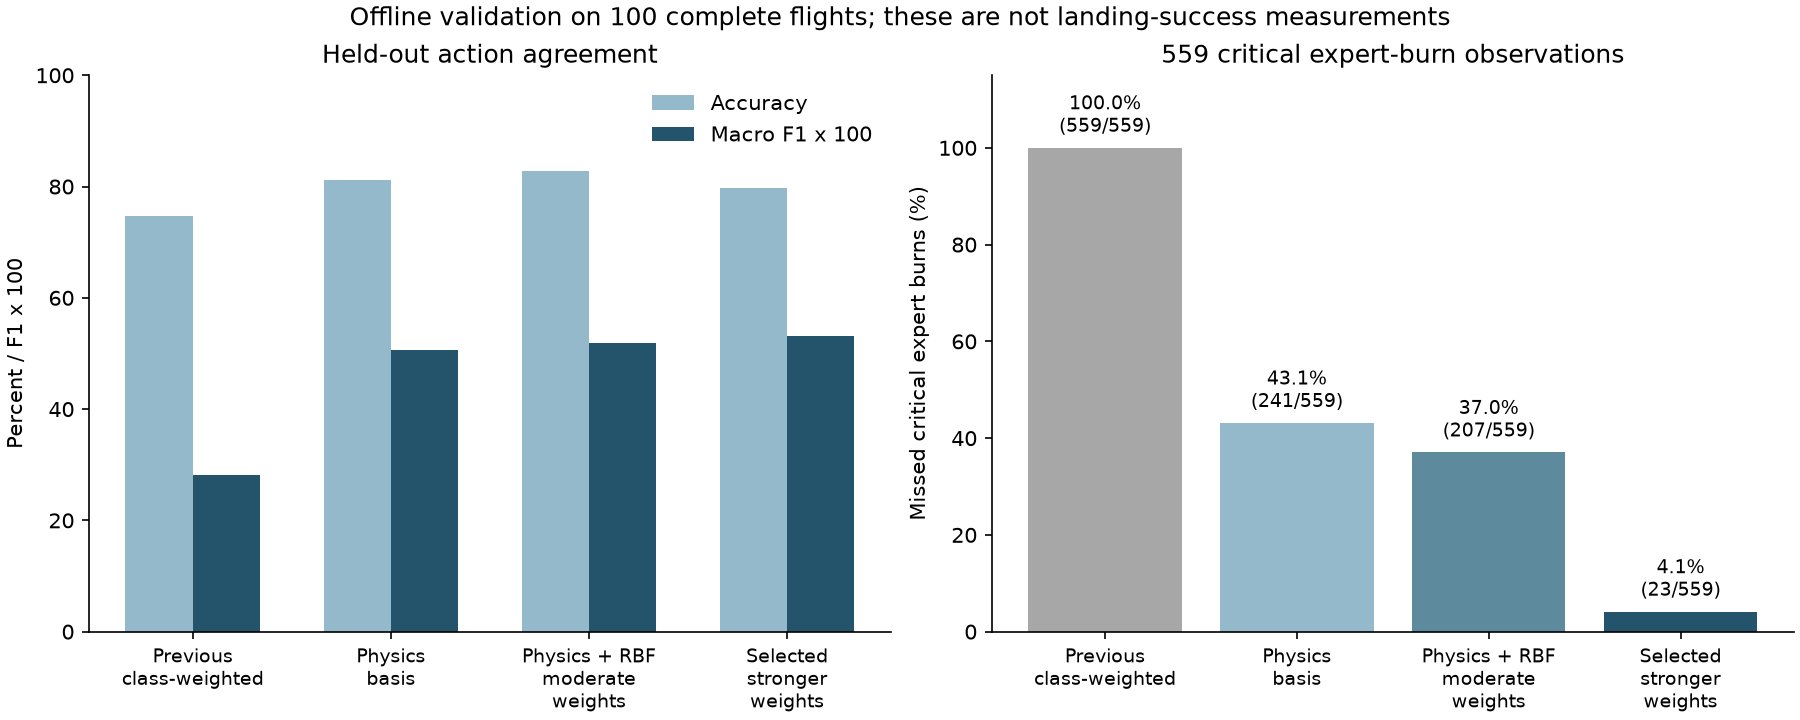 Offline validation on 100 complete flights; these are not landing-success measurements
Held-out action agreement
Percent / F1 x 100
100
80
60
40
20
0
Accuracy
Macro F1 x 100
Previous
class-weighted
Physics
basis
Physics + RBF
moderate
weights
Selected
stronger
weights
559 critical expert-burn observations
Missed critical expert burns (%)
100
80
60
40
20
0
100.0%
(559/559)
43.1%
(241/559)
37.0%
(207/559)
4.1%
(23/559)
Previous
class-weighted
Physics
basis
Physics + RBF
moderate
weights
Selected
stronger
weights